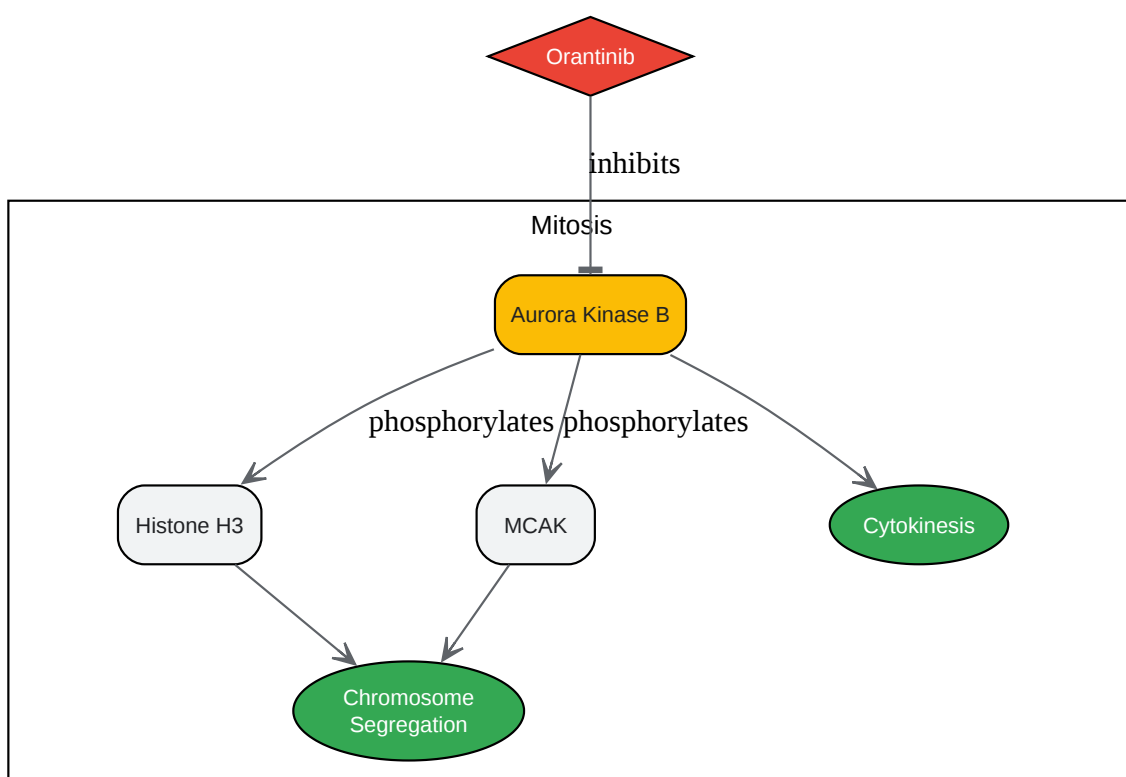 Orantinib
inhibits
Mitosis
Aurora Kinase B
phosphorylates phosphorylates
Histone H3
MCAK
Cytokinesis
Chromosome
Segregation